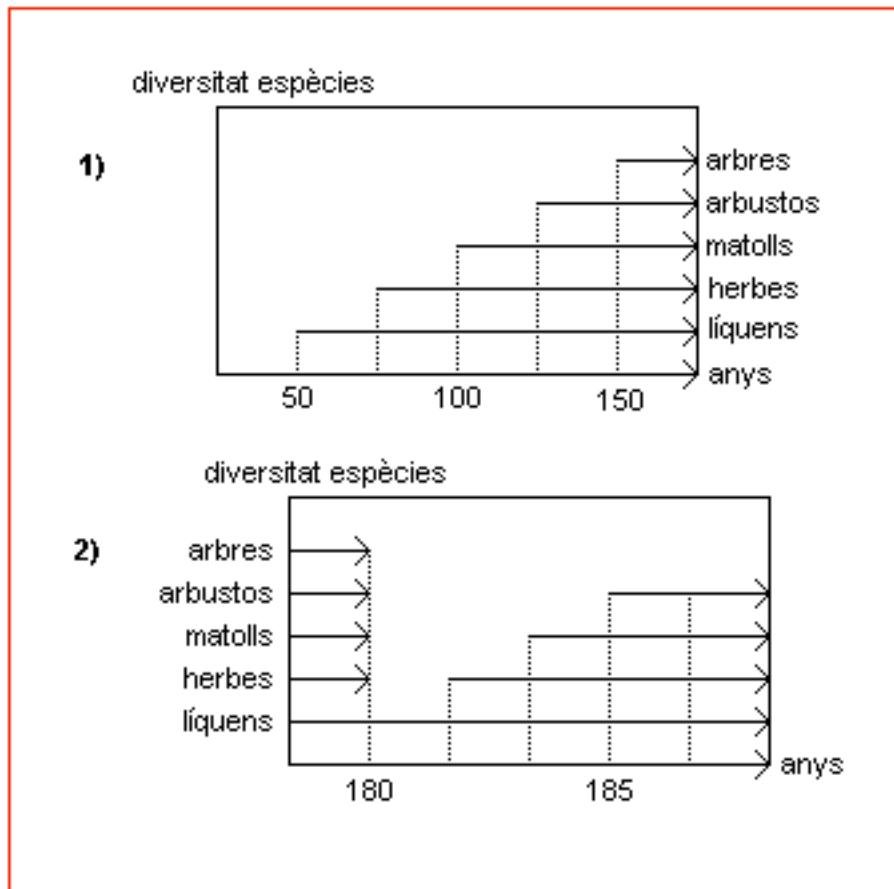 diversitat espècies
1)
arbres
arbustos
matolls
herbes
líquens
anys
50 100 150
diversitat espècies
2)
arbres
arbustos
matolls
herbes
líquens
anys
180 185